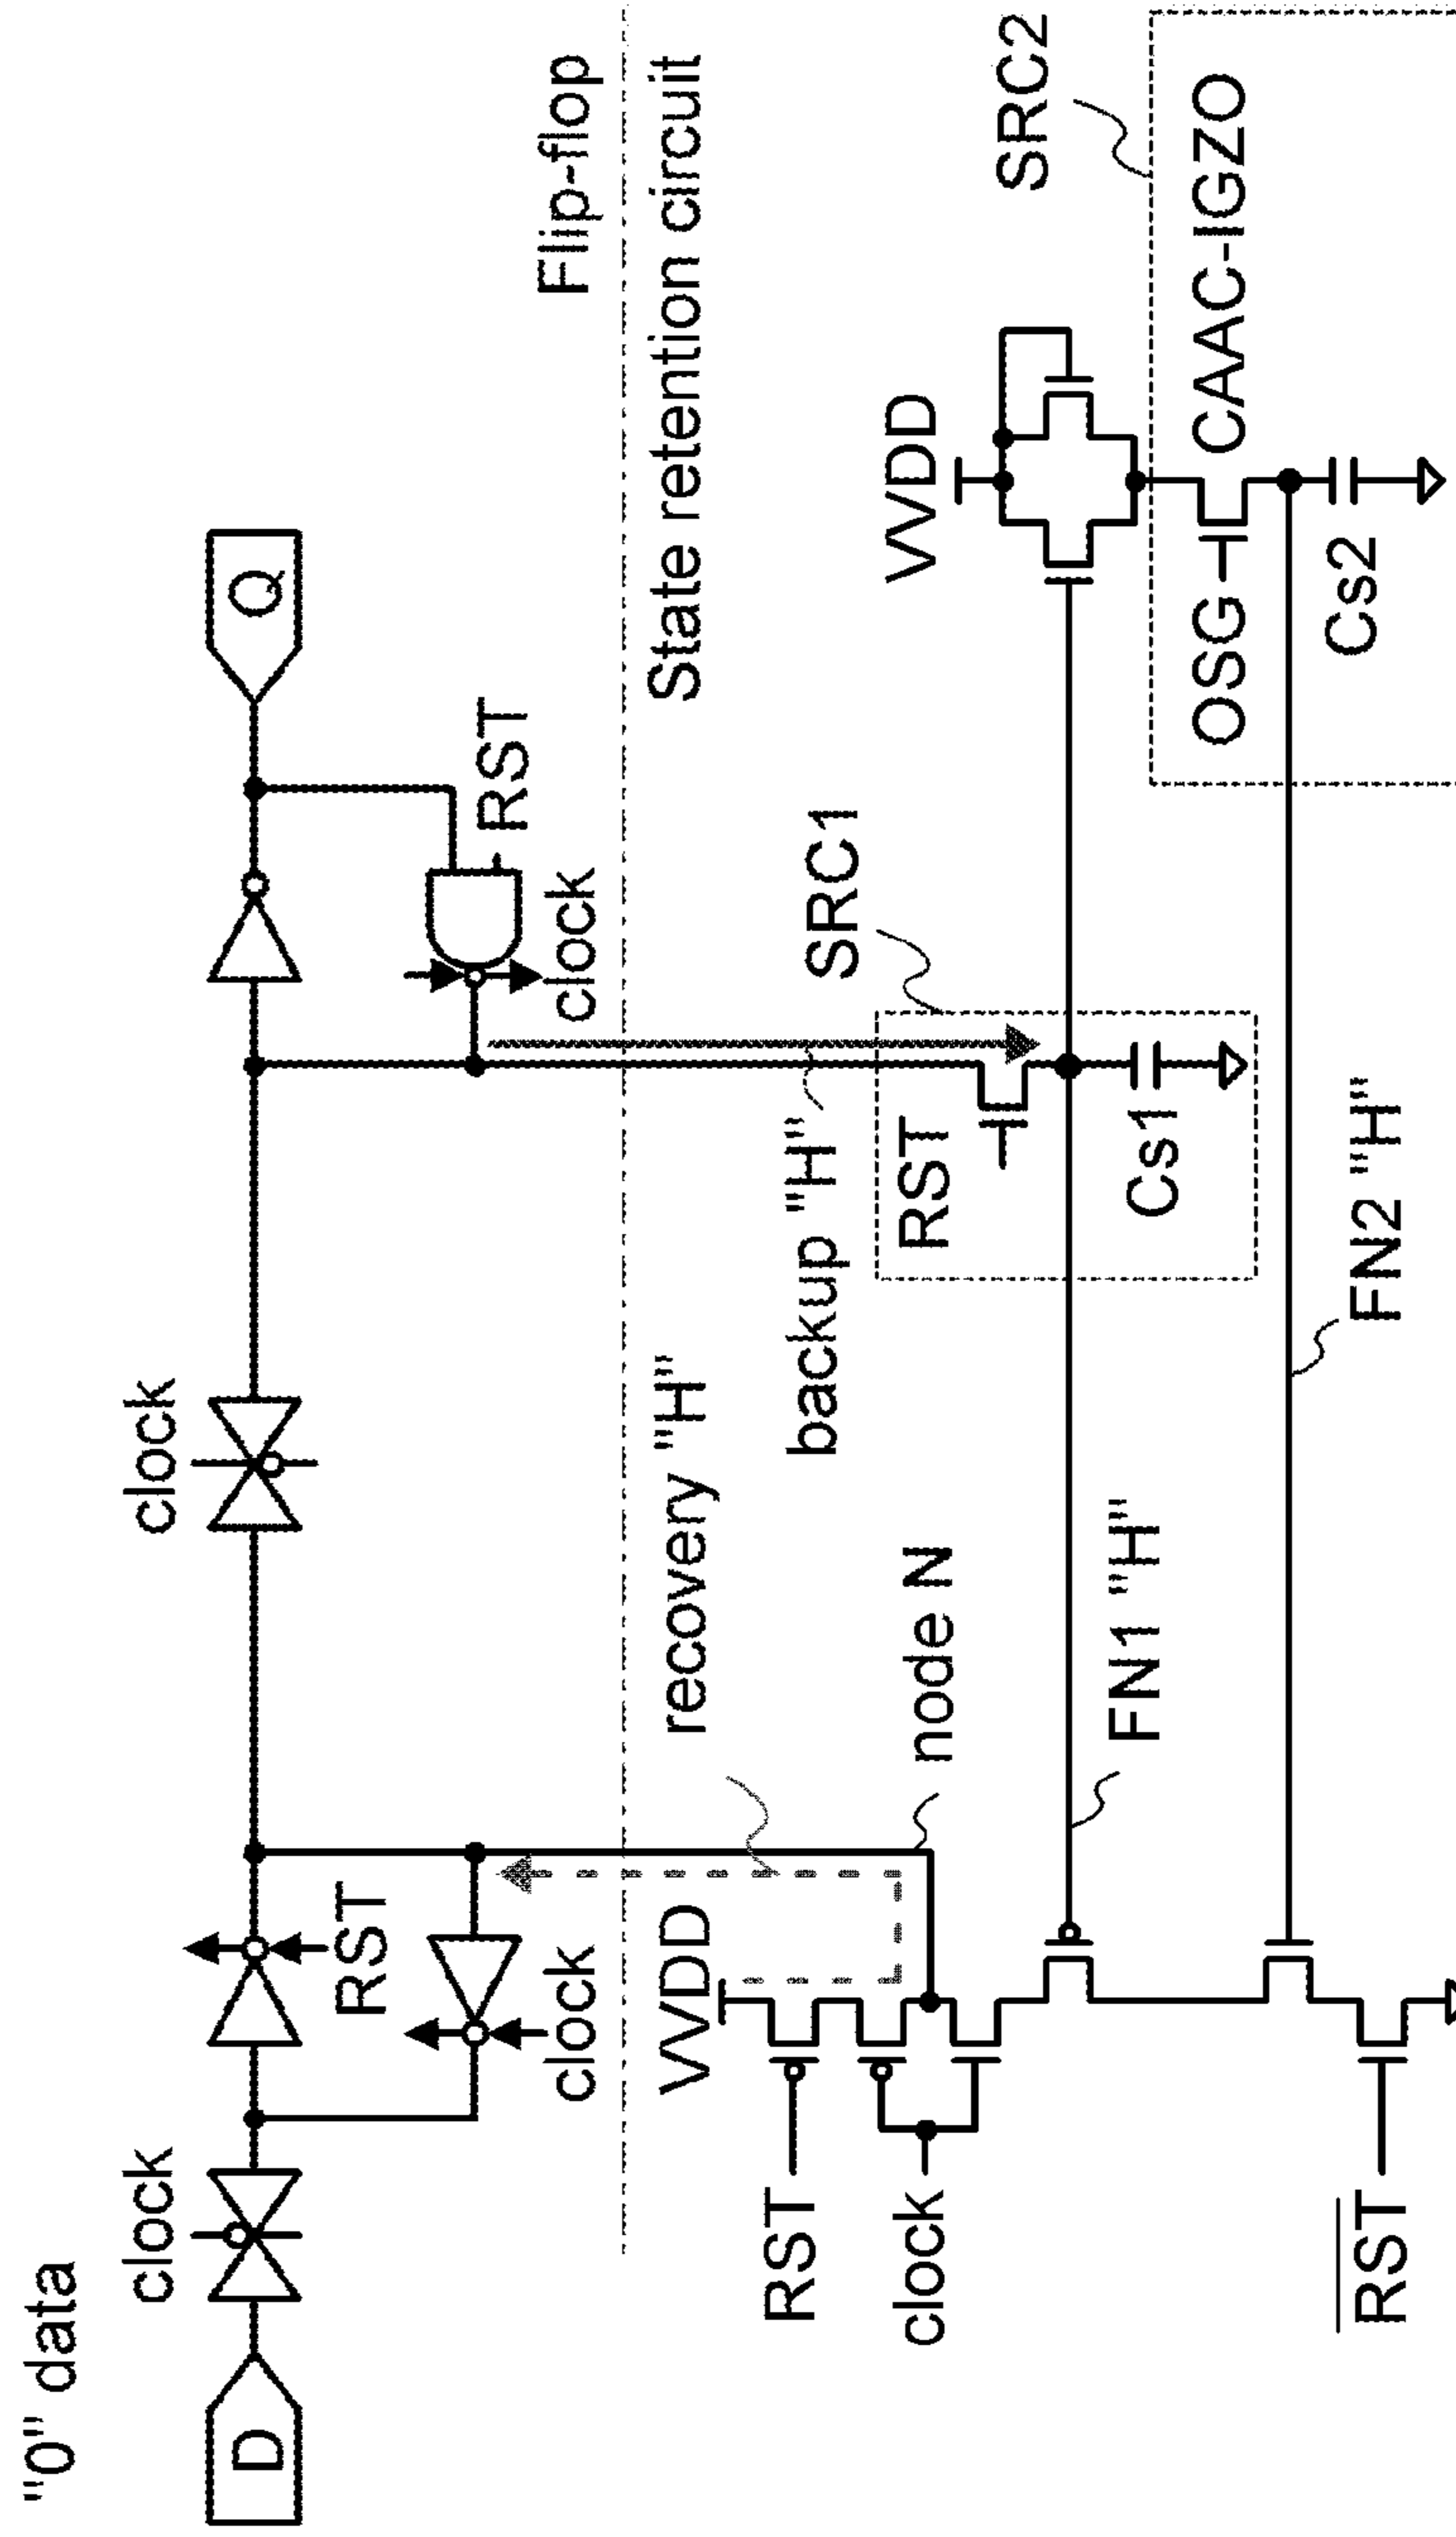 "0" data
D
clock
RST
clock
clock
RST
clock
Q
Flip-flop
State retention circuit
VVDD
RST
clock
RST
recovery "H"
node N
backup "H"
FN1 "H"
FN2 "H"
SRC1
RST
Cs1
VVDD
SRC2
OSG
CAAC-IGZO
Cs2